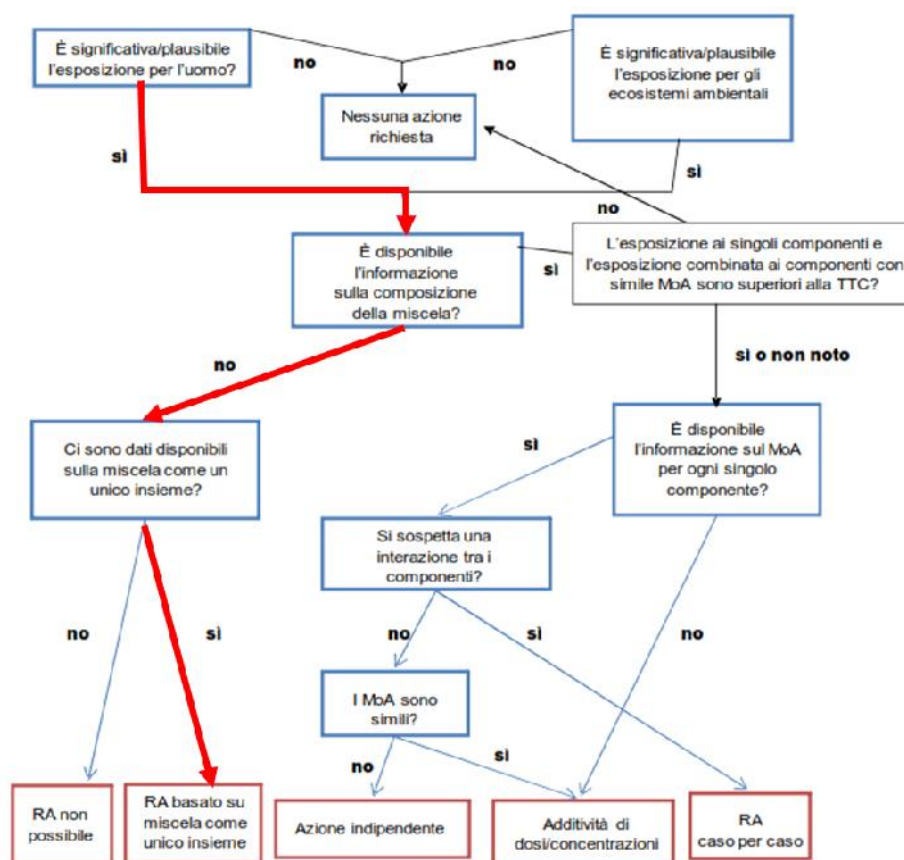 È significativa/plausibile
l'esposizione per l'uomo?
no
no
È significativa/plausibile
l'esposizione per gli
ecosistemi ambientali
Nessuna azione
richiesta
sì
sì
no
È disponibile
l'informazione
sulla composizione
della miscela?
sì
L'esposizione ai singoli componenti e
l'esposizione combinata ai componenti con
simile MoA sono superiori alla TTC?
no
sì o non noto
Ci sono dati disponibili
sulla miscela come un
unico insieme?
sì
È disponibile
l'informazione sul MoA
per ogni singolo
componente?
Si sospetta una
interazione tra i
componenti?
no
sì
no
sì
no
I MoA sono
simili?
no
sì
RA non
possibile
RA basato su
miscela come
unico insieme
Azione indipendente
Additività di
dosi/concentrazioni
RA
caso per caso